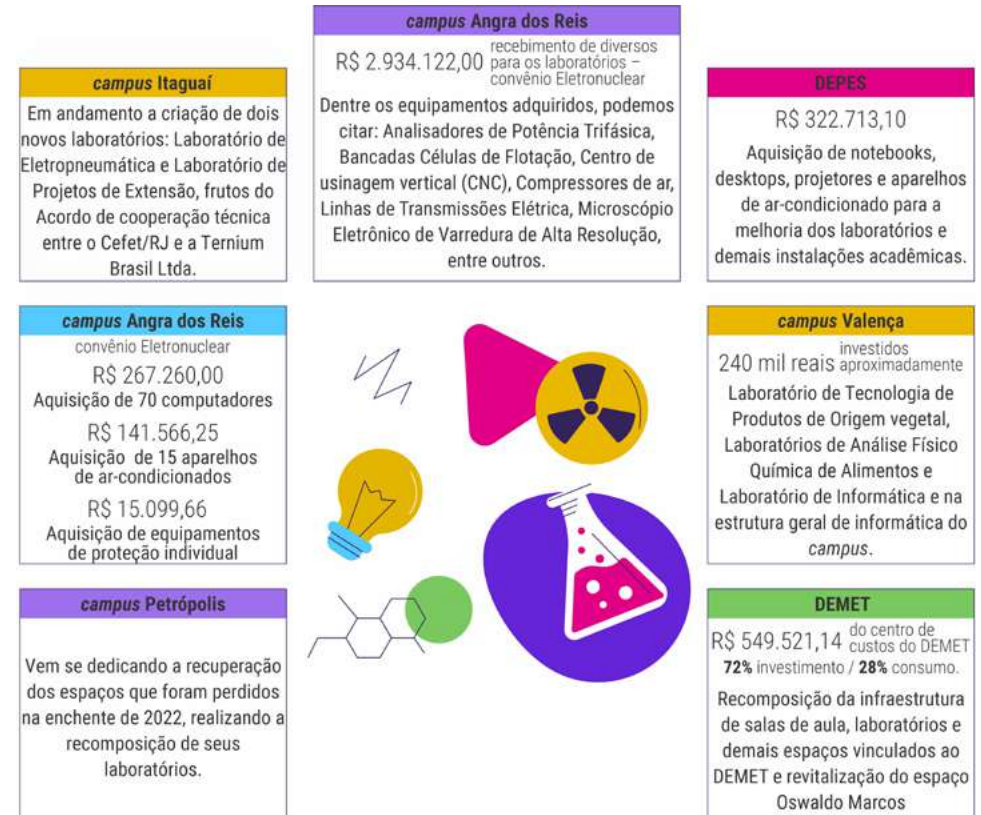 campus Itaguaí
Em andamento a criação de dois
novos laboratórios: Laboratório de
Eletropneumática e Laboratório de
Projetos de Extensão, frutos do
Acordo de cooperação técnica
entre o Cefet/RJ e a Ternium
Brasil Ltda.
campus Angra dos Reis
R$ 2.934.122,00 recebimento de diversos
para os laboratórios –
convênio Eletronuclear
Dentre os equipamentos adquiridos, podemos
citar: Analisadores de Potência Trifásica,
Bancadas Células de Flotação, Centro de
usinagem vertical (CNC), Compressores de ar,
Linhas de Transmissões Elétrica, Microscópio
Eletrônico de Varredura de Alta Resolução,
entre outros.
DEPES
R$ 322.713,10
Aquisição de notebooks,
desktops, projetores e aparelhos
de ar-condicionado para a
melhoria dos laboratórios e
demais instalações acadêmicas.
campus Angra dos Reis
convênio Eletronuclear
R$ 267.260,00
Aquisição de 70 computadores
R$ 141.566,25
Aquisição de 15 aparelhos
de ar-condicionados
R$ 15.099,66
Aquisição de equipamentos
de proteção individual
campus Valença
240 mil reais investidos
aproximadamente
Laboratório de Tecnologia de
Produtos de Origem vegetal,
Laboratórios de Análise Físico
Química de Alimentos e
Laboratório de Informática e na
estrutura geral de informática do
campus.
campus Petrópolis
Vem se dedicando a recuperação
dos espaços que foram perdidos
na enchente de 2022, realizando a
recomposição de seus
laboratórios.
DEMET
R$ 549.521,14 do centro de
custos do DEMET
72% investimento / 28% consumo.
Recomposição da infraestrutura
de salas de aula, laboratórios e
demais espaços vinculados ao
DEMET e revitalização do espaço
Oswaldo Marcos